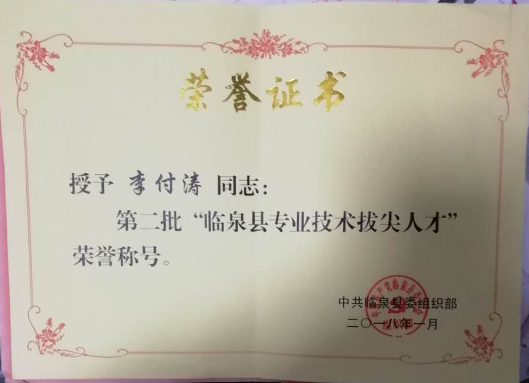 荣誉证书
授予 李付涛 同志：
第二批“临泉县专业技术拔尖人才”
荣誉称号。
中共临泉县委组织部
二〇一八年一月